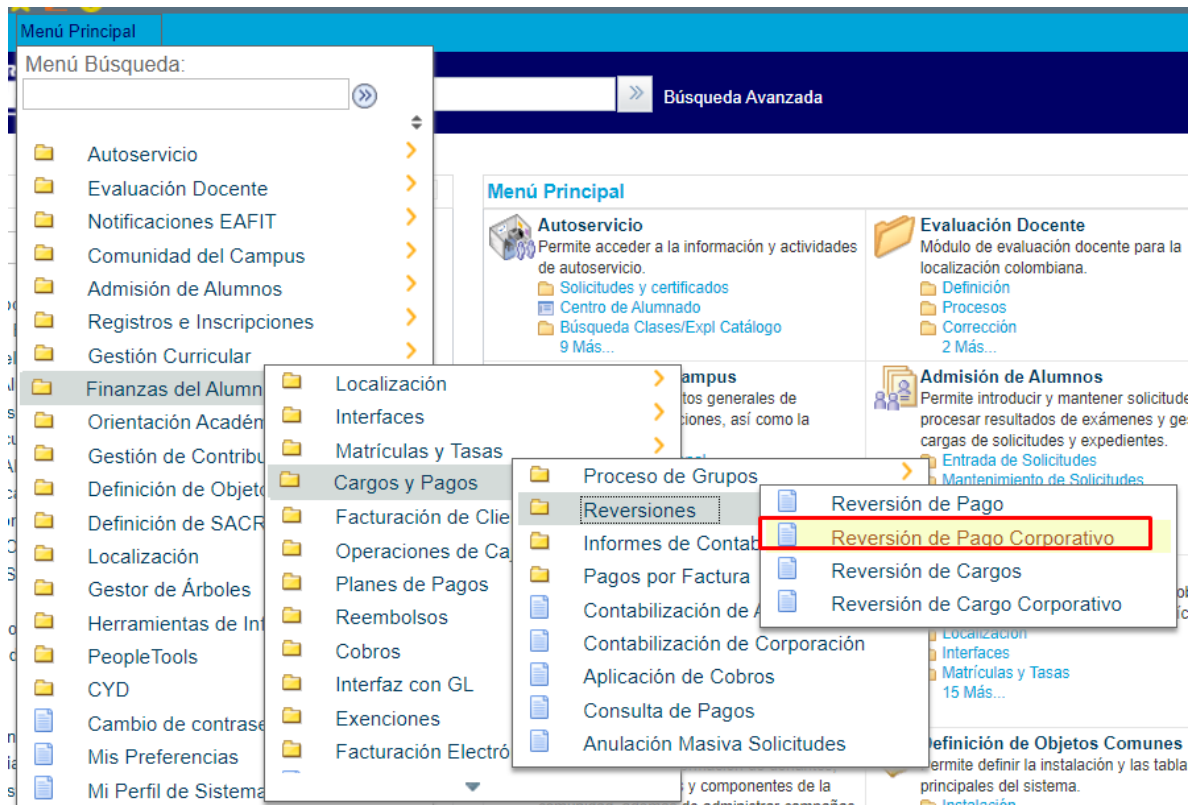 Menú Principal
Menú Búsqueda:
Búsqueda Avanzada
Autoservicio
Evaluación Docente
Notificaciones EAFIT
Comunidad del Campus
Admisión de Alumnos
Registros e Inscripciones
Gestión Curricular
Finanzas del Alumn
Orientación Académ
Gestión de Contribu
Definición de Objeto
Definición de SACR
Localización
Gestor de Árboles
Herramientas de Int
PeopleTools
CYD
Cambio de contrase
Mis Preferencias
Mi Perfil de Sistema
Localización
Interfaces
Matrículas y Tasas
Cargos y Pagos
Facturación de Clie
Operaciones de Ca
Planes de Pagos
Reembolsos
Cobros
Interfaz con GL
Exenciones
Facturación Electró
Proceso de Grupos
Reversiones
Informes de Contab
Pagos por Factura
Contabilización de
Contabilización de Corporación
Aplicación de Cobros
Consulta de Pagos
Anulación Masiva Solicitudes
Reversión de Pago
Reversión de Pago Corporativo
Reversión de Cargos
Reversión de Cargo Corporativo
Menú Principal
Autoservicio
Permite acceder a la información y actividades
de autoservicio.
Solicitudes y certificados
Centro de Alumnado
Búsqueda Clases/Expl Catálogo
9 Más...
Evaluación Docente
Módulo de evaluación docente para la
localización colombiana.
Definición
Procesos
Corrección
2 Más...
ampus
tos generales de
ciones, así como la
Admisión de Alumnos
Permite introducir y mantener solicitude
procesar resultados de exámenes y ges
cargas de solicitudes y expedientes.
Entrada de Solicitudes
Mantenimiento de Solicitudes
Localización
Interfaces
Matrículas y Tasas
15 Más...
s y componentes de la
Definición de Objetos Comunes
Permite definir la instalación y las tabla
principales del sistema.
Instalación